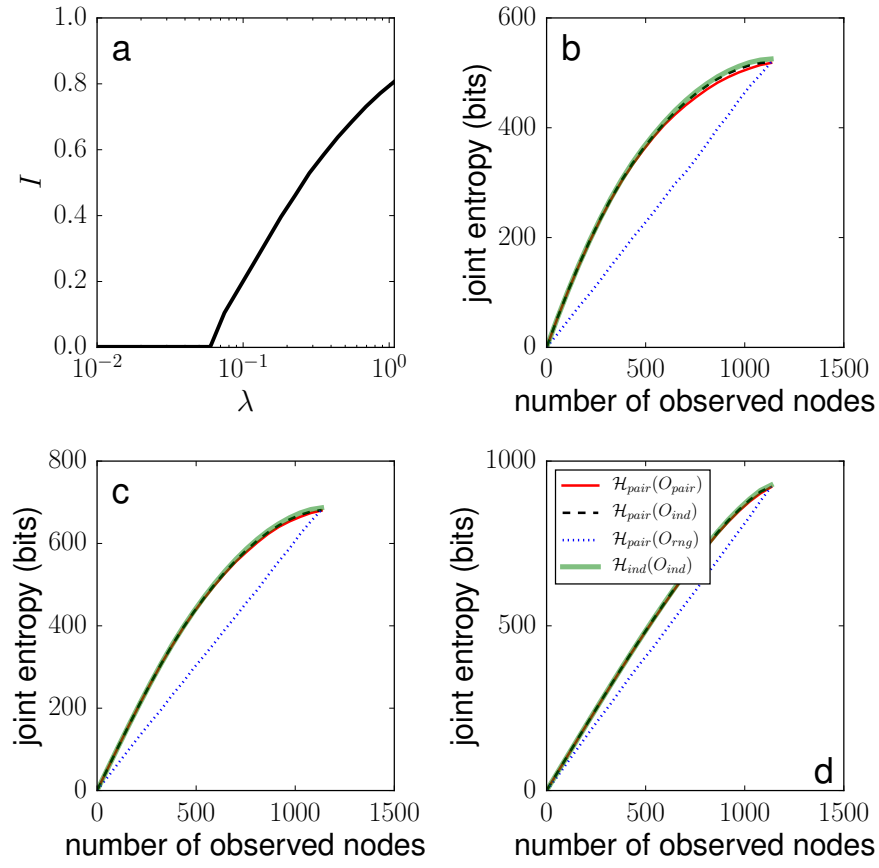 a
1.0
0.8
0.6
0.4
0.2
0.0
I
10⁻²
10⁻¹
10⁰
λ
b
600
400
200
0
joint entropy (bits)
0
500
1000
1500
number of observed nodes
c
800
600
400
200
0
joint entropy (bits)
0
500
1000
1500
number of observed nodes
1000
500
0
joint entropy (bits)
ℋ_pair(O_pair)
ℋ_pair(O_ind)
ℋ_pair(O_rng)
ℋ_ind(O_ind)
d
0
500
1000
1500
number of observed nodes